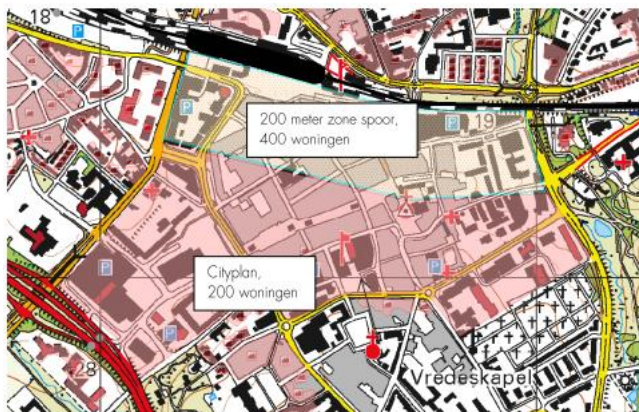 18
P
P
200 meter zone spoor,
400 woningen
P
19
P
P
Cityplan,
200 woningen
P
28
Vredeskapel